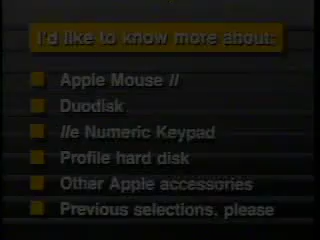 I'd like to know more about:
Apple Mouse //
Duodisk
//e Numeric Keypad
Profile hard disk
Other Apple accessories
Previous selections, please